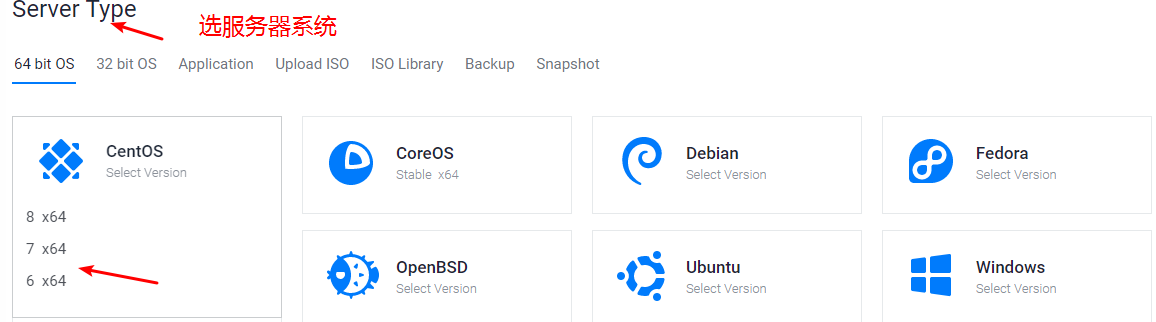 Server Type
选服务器系统
64 bit OS 32 bit OS Application Upload ISO ISO Library Backup Snapshot
CentOS
Select Version
8 x64
7 x64
6 x64
CoreOS
Stable x64
Debian
Select Version
Fedora
Select Version
OpenBSD
Select Version
Ubuntu
Select Version
Windows
Select Version